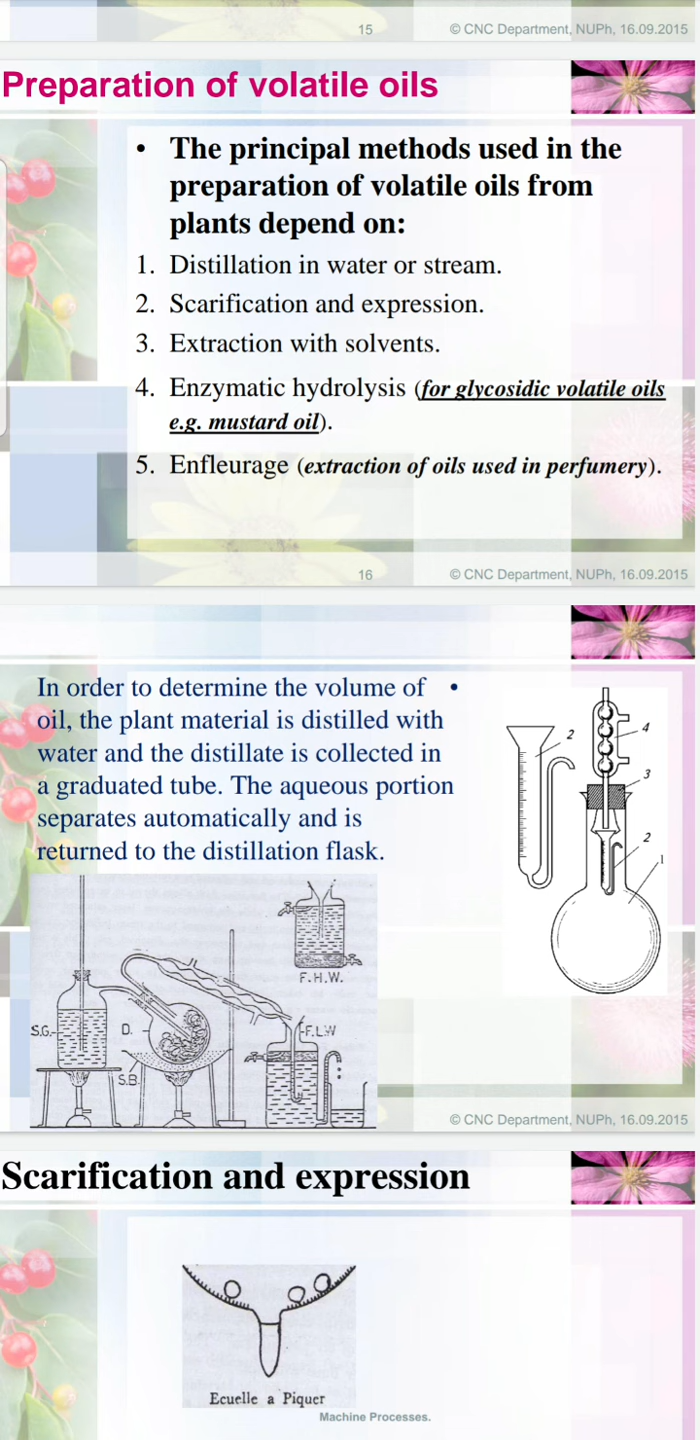 15
© CNC Department, NUPh, 16.09.2015
Preparation of volatile oils
• The principal methods used in the
preparation of volatile oils from
plants depend on:
1. Distillation in water or stream.
2. Scarification and expression.
3. Extraction with solvents.
4. Enzymatic hydrolysis (for glycosidic volatile oils
e.g. mustard oil).
5. Enfleurage (extraction of oils used in perfumery).
16
© CNC Department, NUPh, 16.09.2015
In order to determine the volume of •
oil, the plant material is distilled with
water and the distillate is collected in
a graduated tube. The aqueous portion
separates automatically and is
returned to the distillation flask.
2
4
3
2
1
F.H.W.
S.G.
D.
F.L.W
S.B.
© CNC Department, NUPh, 16.09.2015
Scarification and expression
Ecuelle a Piquer
Machine Processes.